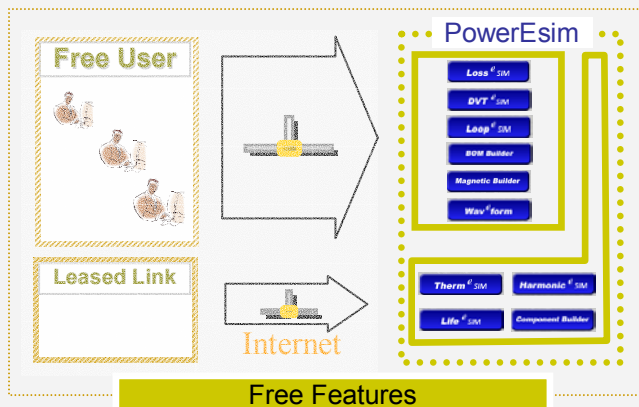 PowerEsim
Free User
Loss e SIM
DVT e SIM
Loop e SIM
BOM Builder
Magnetic Builder
Wav e form
Leased Link
Therm e SIM
Harmonic e SIM
Life e SIM
Component Builder
Internet
Free Features